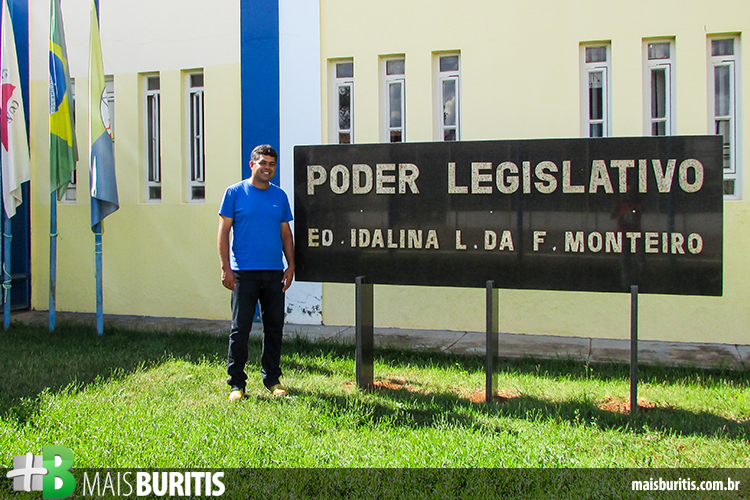 PODER LEGISLATIVO
ED. IDALINA L. DA F. MONTEIRO
#B MAIS BURITIS
maisburitis.com.br